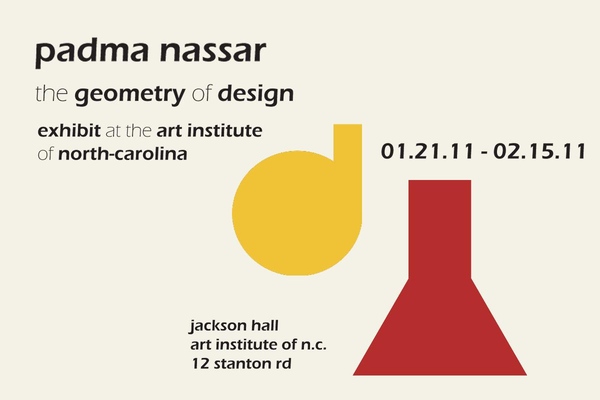 padma nassar
the geometry of design
exhibit at the art institute
of north-carolina
01.21.11 - 02.15.11
jackson hall
art institute of n.c.
12 stanton rd